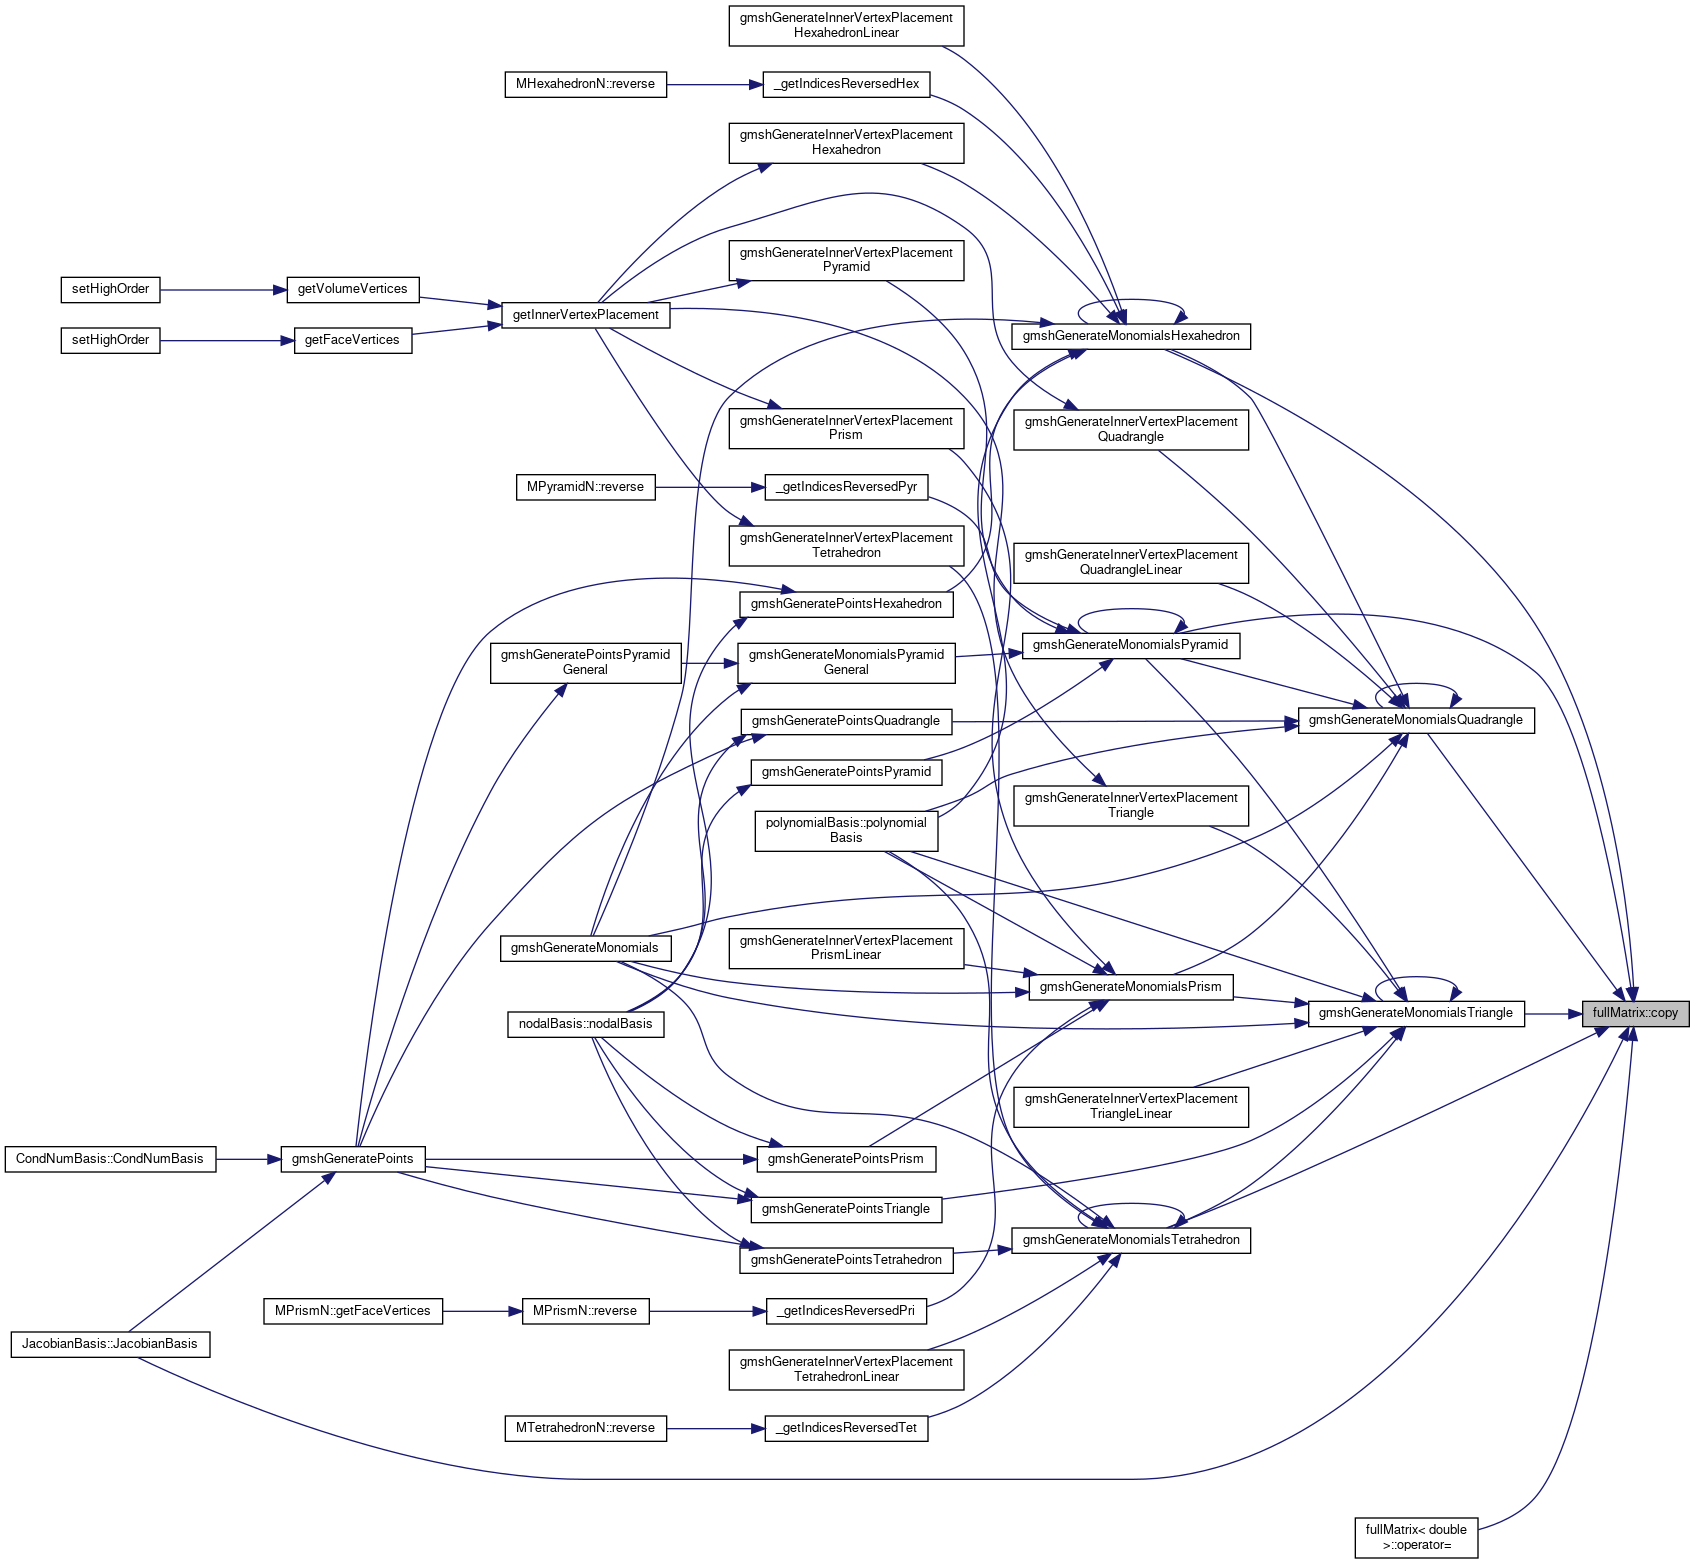 gmshGenerateInnerVertexPlacement
HexahedronLinear
MHexahedronN::reverse
_getIndicesReversedHex
gmshGenerateInnerVertexPlacement
Hexahedron
gmshGenerateInnerVertexPlacement
Pyramid
setHighOrder
getVolumeVertices
getInnerVertexPlacement
setHighOrder
getFaceVertices
gmshGenerateMonomialsHexahedron
gmshGenerateInnerVertexPlacement
Prism
gmshGenerateInnerVertexPlacement
Quadrangle
MPyramidN::reverse
_getIndicesReversedPyr
gmshGenerateInnerVertexPlacement
Tetrahedron
gmshGenerateInnerVertexPlacement
QuadrangleLinear
gmshGeneratePointsHexahedron
gmshGenerateMonomialsPyramid
gmshGeneratePointsPyramid
General
gmshGenerateMonomialsPyramid
General
gmshGeneratePointsQuadrangle
gmshGenerateMonomialsQuadrangle
gmshGeneratePointsPyramid
gmshGenerateInnerVertexPlacement
Triangle
polynomialBasis::polynomial
Basis
gmshGenerateMonomials
gmshGenerateInnerVertexPlacement
PrismLinear
gmshGenerateMonomialsPrism
nodalBasis::nodalBasis
gmshGenerateMonomialsTriangle
fullMatrix::copy
gmshGenerateInnerVertexPlacement
TriangleLinear
CondNumBasis::CondNumBasis
gmshGeneratePoints
gmshGeneratePointsPrism
gmshGeneratePointsTriangle
gmshGenerateMonomialsTetrahedron
gmshGeneratePointsTetrahedron
MPrismN::getFaceVertices
MPrismN::reverse
_getIndicesReversedPri
JacobianBasis::JacobianBasis
gmshGenerateInnerVertexPlacement
TetrahedronLinear
MTetrahedronN::reverse
_getIndicesReversedTet
fullMatrix< double
>::operator=